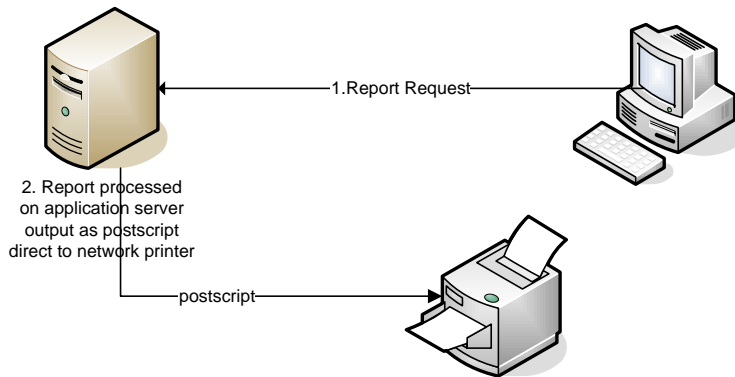 1.Report Request
2. Report processed
on application server
output as postscript
direct to network printer
postscript